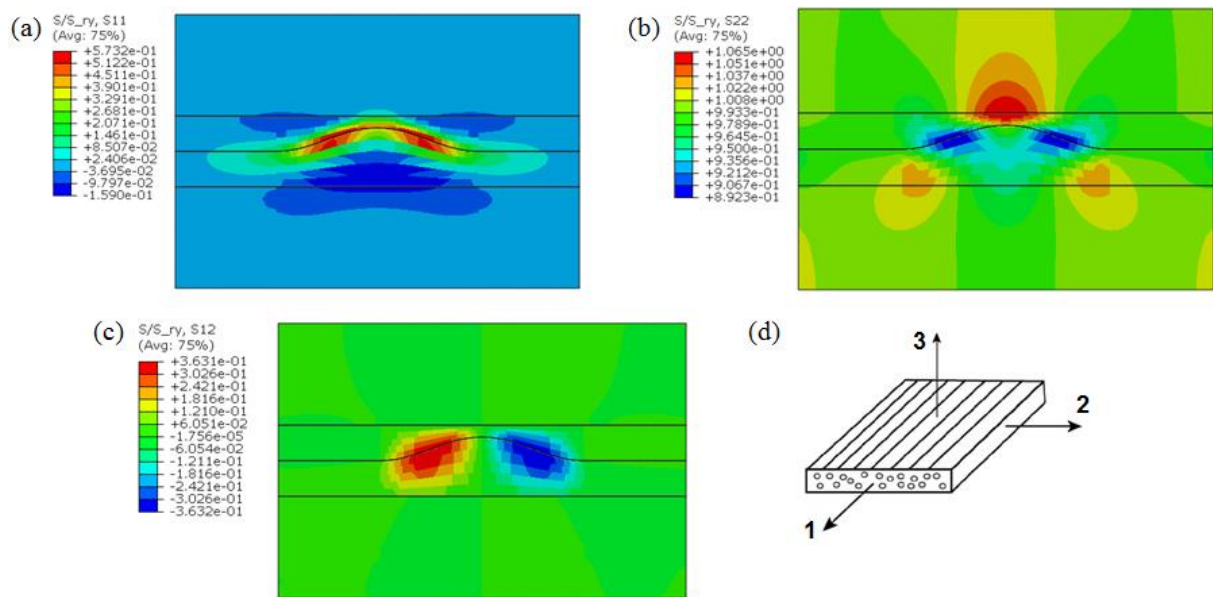 (a)
S/S_ry, S11
(Avg: 75%)
+5.732e-01
+5.122e-01
+4.511e-01
+3.901e-01
+3.291e-01
+2.681e-01
+2.071e-01
+1.461e-01
+8.507e-02
+2.406e-02
-3.695e-02
-9.797e-02
-1.590e-01
(b)
S/S_ry, S22
(Avg: 75%)
+1.065e+00
+1.051e+00
+1.037e+00
+1.022e+00
+1.008e+00
+9.933e-01
+9.789e-01
+9.645e-01
+9.500e-01
+9.356e-01
+9.212e-01
+9.067e-01
+8.923e-01
(c)
S/S_ry, S12
(Avg: 75%)
+3.631e-01
+3.026e-01
+2.421e-01
+1.816e-01
+1.210e-01
+6.051e-02
-1.756e-05
-6.054e-02
-1.211e-01
-1.816e-01
-2.421e-01
-3.026e-01
-3.632e-01
(d)
3
2
1